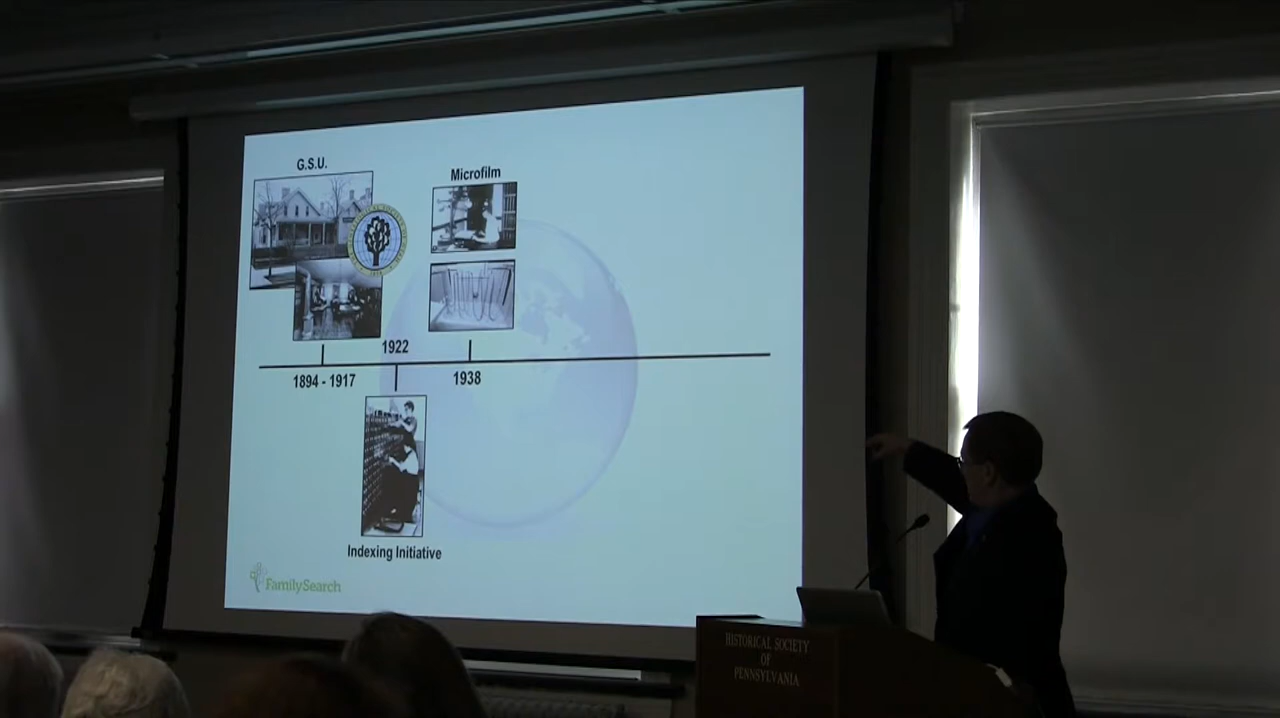 G.S.U.
Microfilm
1922
1894 - 1917
1938
Indexing Initiative
FamilySearch
HISTORICAL SOCIETY
OF
PENNSYLVANIA